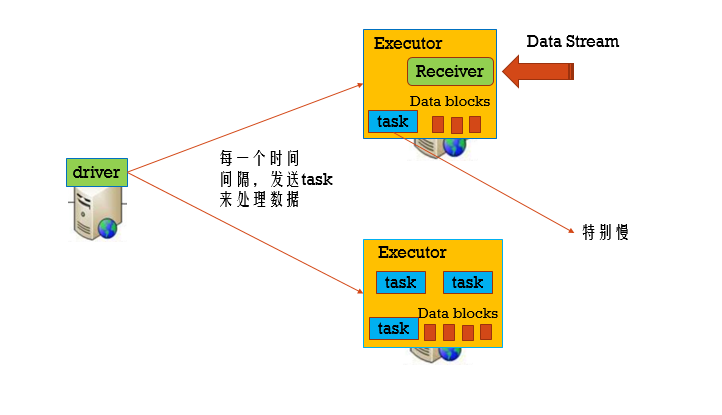 Executor
Data Stream
Receiver
Data blocks
task
driver
每一个时间
间隔，发送task
来处理数据
特别慢
Executor
task
task
Data blocks
task